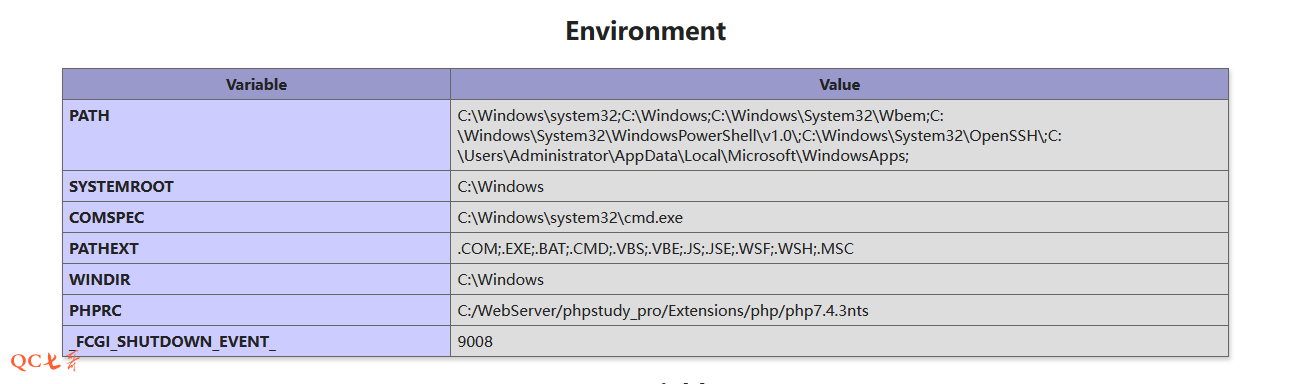 Environment
Variable Value
PATH C:\Windows\system32;C:\Windows;C:\Windows\System32\Wbem;C:
\Windows\System32\WindowsPowerShell\v1.0\;C:\Windows\System32\OpenSSH\;C:
\Users\Administrator\AppData\Local\Microsoft\WindowsApps;
SYSTEMROOT C:\Windows
COMSPEC C:\Windows\system32\cmd.exe
PATHEXT .COM;.EXE;.BAT;.CMD;.VBS;.VBE;.JS;.JSE;.WSF;.WSH;.MSC
WINDIR C:\Windows
PHPRC C:/WebServer/phpstudy_pro/Extensions/php/php7.4.3nts
_FCGI_SHUTDOWN_EVENT_ 9008
QC七